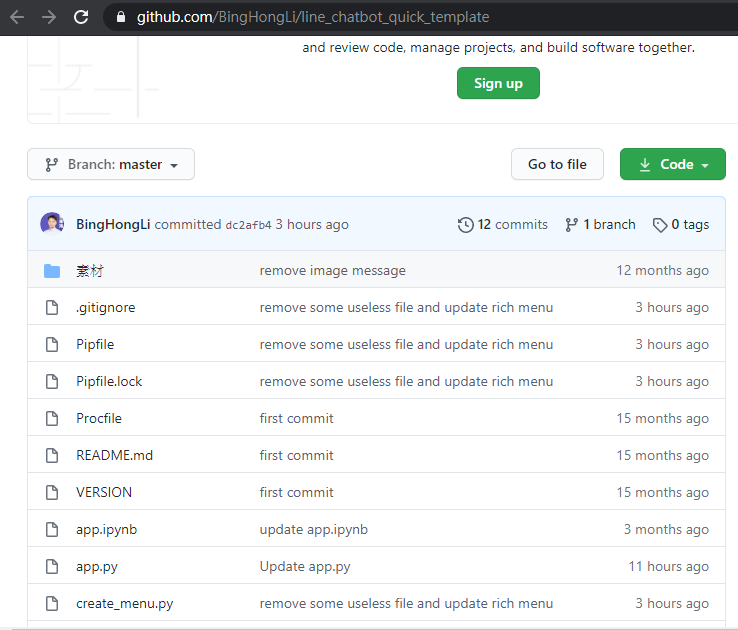 github.com/BingHongLi/line_chatbot_quick_template
and review code, manage projects, and build software together.
Sign up
Branch: master
Go to file
Code
BingHongLi committed dc2afb4 3 hours ago 12 commits 1 branch 0 tags
素材 remove image message 12 months ago
.gitignore remove some useless file and update rich menu 3 hours ago
Pipfile remove some useless file and update rich menu 3 hours ago
Pipfile.lock remove some useless file and update rich menu 3 hours ago
Procfile first commit 15 months ago
README.md first commit 15 months ago
VERSION first commit 15 months ago
app.ipynb update app.ipynb 3 months ago
app.py Update app.py 11 hours ago
create_menu.py remove some useless file and update rich menu 3 hours ago